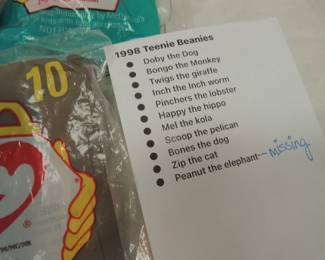 1998 Teenie Beanies
Doby the Dog
Bongo the Monkey
Twigs the giraffe
Inch the Inch worm
Pinchers the lobster
Happy the hippo
Mel the kola
Scoop the pelican
Bones the dog
Zip the cat
Peanut the elephant-- missing
10